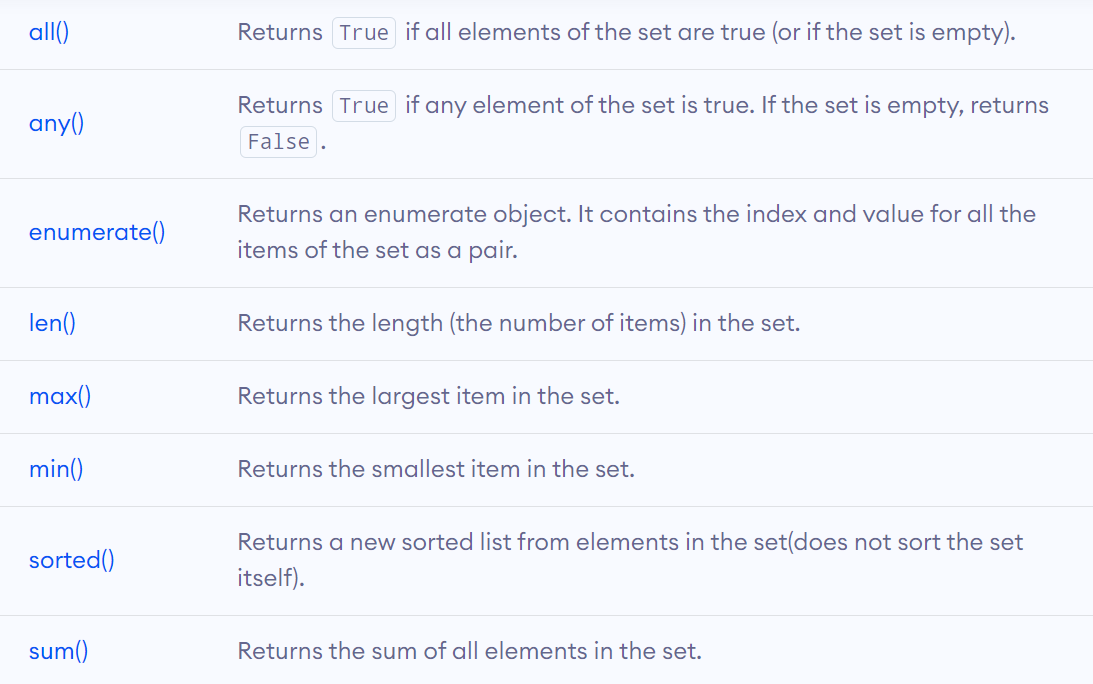 all()
Returns True if all elements of the set are true (or if the set is empty).
any()
Returns True if any element of the set is true. If the set is empty, returns
False .
enumerate()
Returns an enumerate object. It contains the index and value for all the
items of the set as a pair.
len()
Returns the length (the number of items) in the set.
max()
Returns the largest item in the set.
min()
Returns the smallest item in the set.
sorted()
Returns a new sorted list from elements in the set(does not sort the set
itself).
sum()
Returns the sum of all elements in the set.